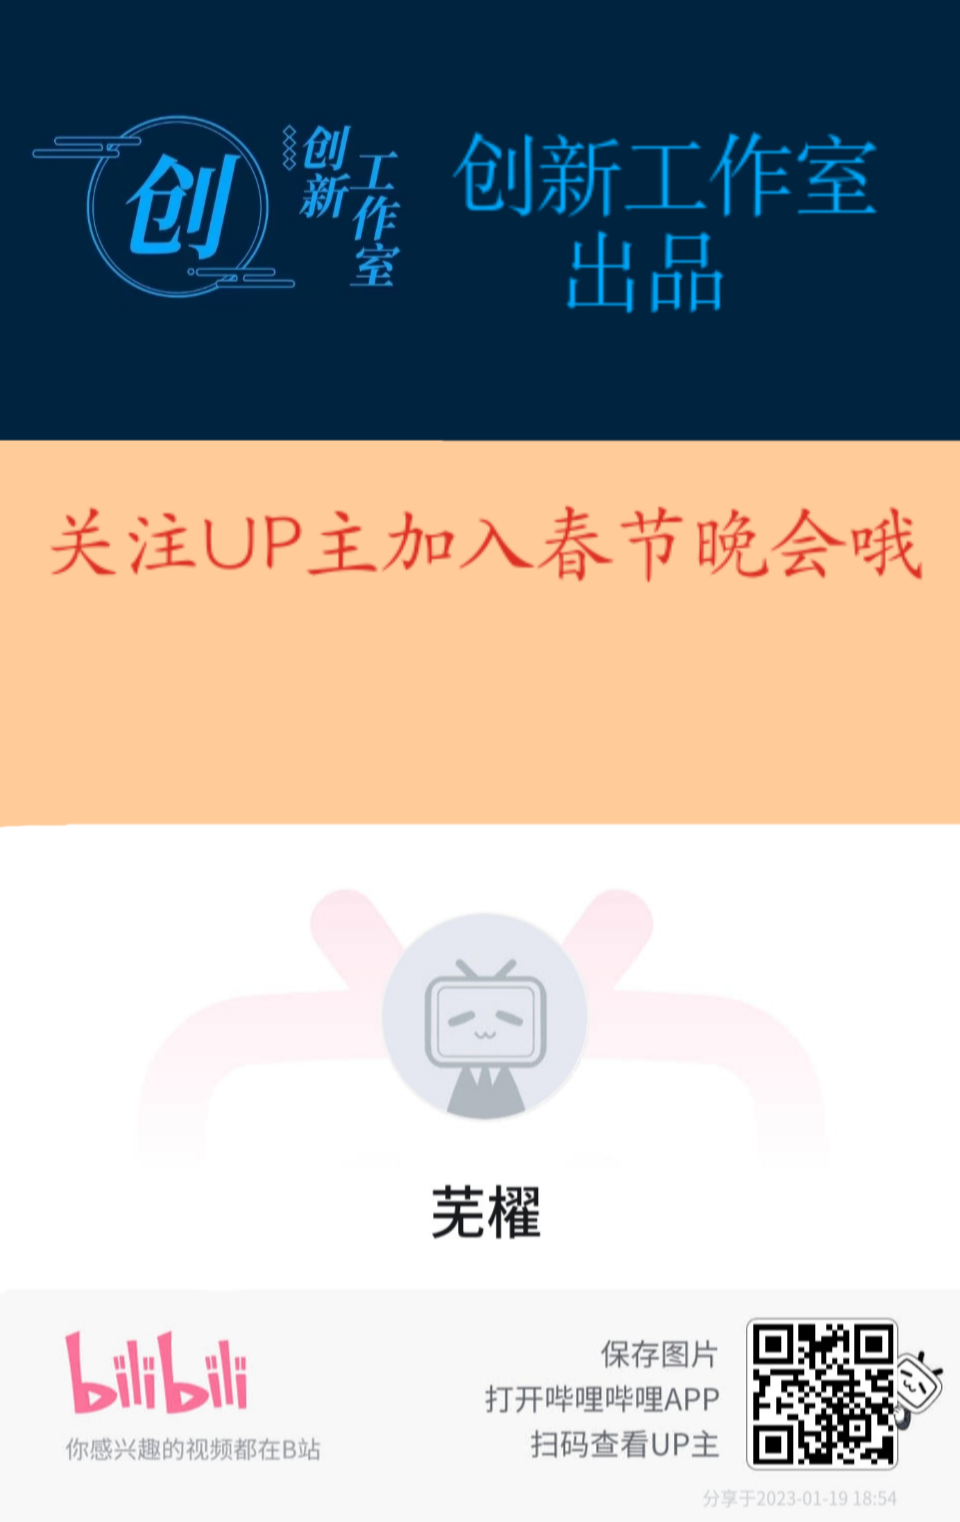 创
创新
工作室
创新工作室
出品
关注UP主加入春节晚会哦
芜櫂
bilibili
你感兴趣的视频都在B站
保存图片
打开哔哩哔哩APP
扫码查看UP主
分享于2023-01-19 18:54